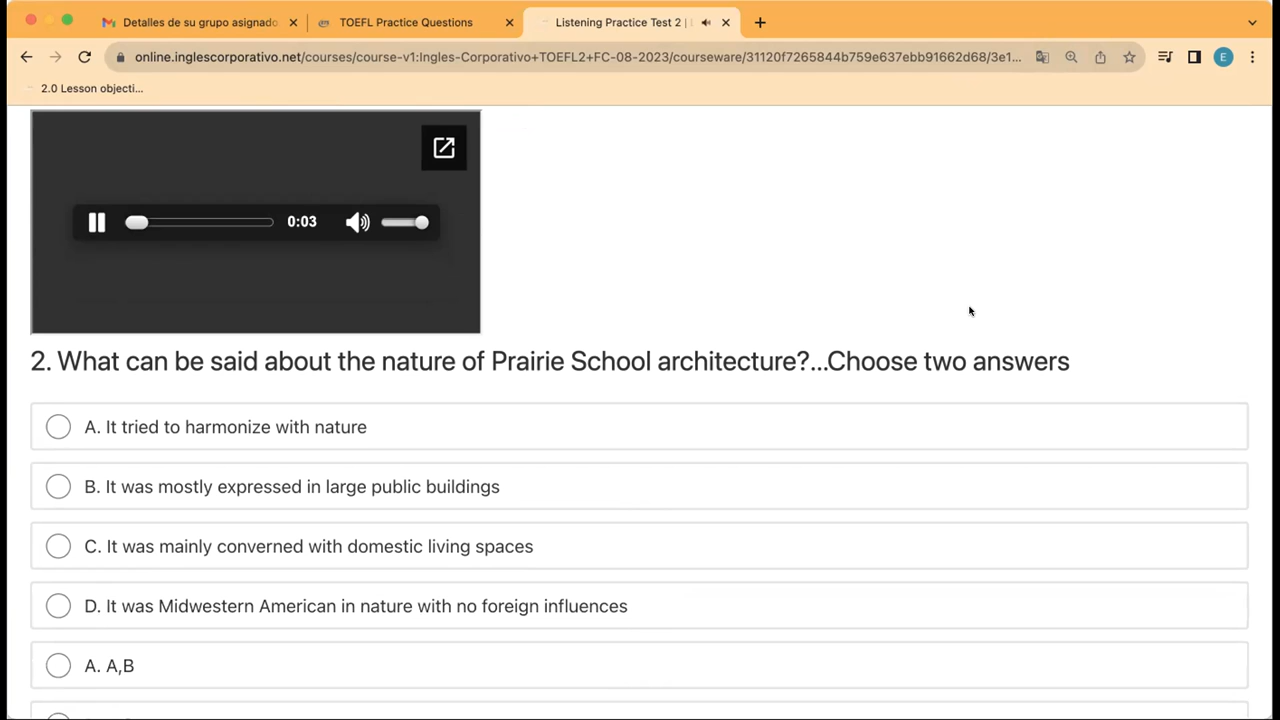 Detalles de su grupo asignado
TOEFL Practice Questions
Listening Practice Test 2 |
online.inglescorporativo.net/courses/course-v1:Ingles-Corporativo+TOEFL2+FC-08-2023/courseware/31120f7265844b759e637ebb91662d68/3e1...
E
2.0 Lesson objecti...
0:03
2. What can be said about the nature of Prairie School architecture?...Choose two answers
A. It tried to harmonize with nature
B. It was mostly expressed in large public buildings
C. It was mainly converned with domestic living spaces
D. It was Midwestern American in nature with no foreign influences
A. A,B